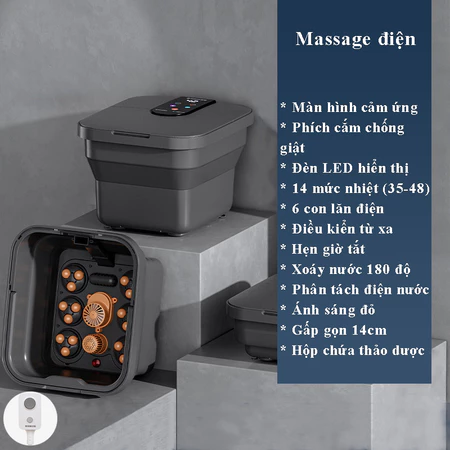 Massage điện
* Màn hình cảm ứng
* Phích cắm chống
giật
* Đèn LED hiển thị
* 14 mức nhiệt (35-48)
* 6 con lăn điện
* Điều kiển từ xa
* Hẹn giờ tắt
* Xoáy nước 180 độ
* Phân tách điện nước
* Ánh sáng đỏ
* Gấp gọn 14cm
* Hộp chứa thảo dược